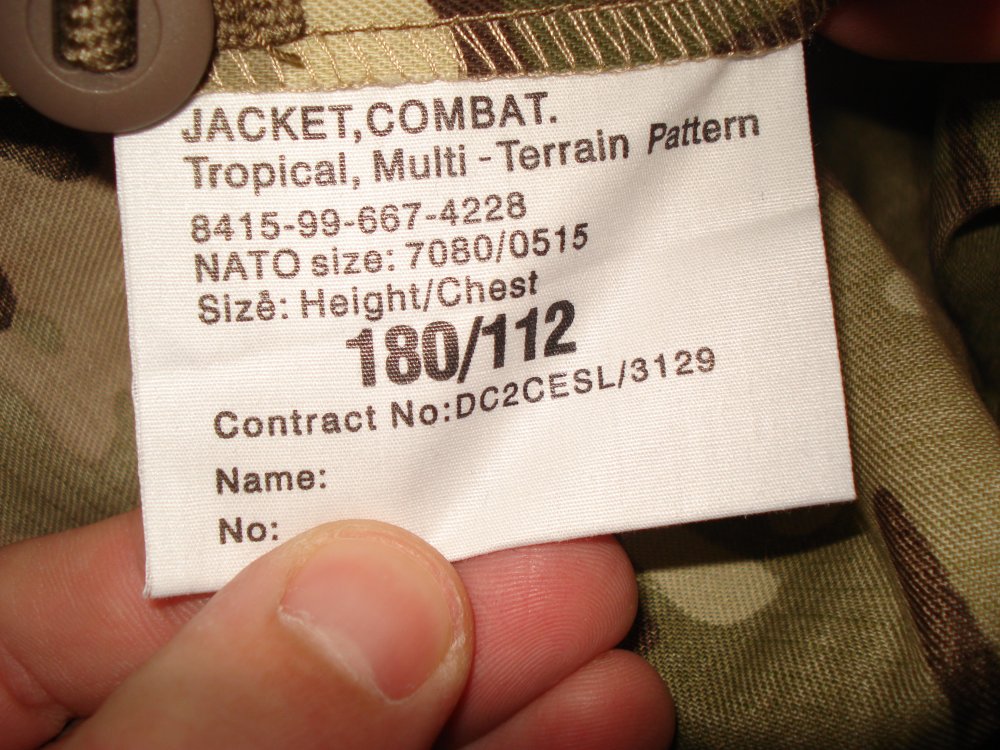 JACKET,COMBAT.
Tropical, Multi -Terrain Pattern
8415-99-667-4228
NATO size: 7080/0515
Size: Height/Chest
180/112
Contract No:DC2CESL/3129
Name:
No: